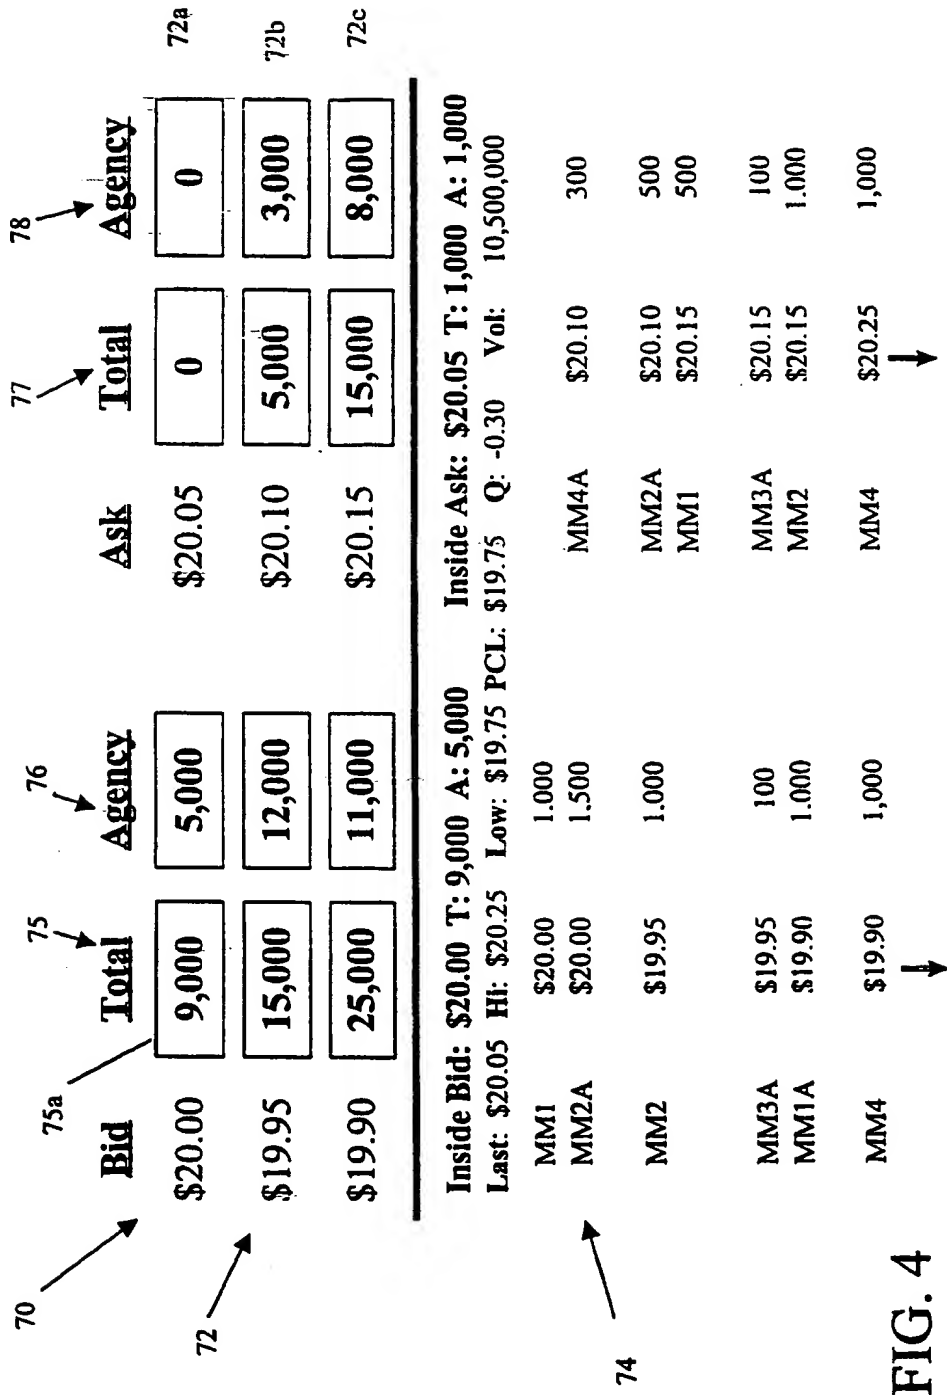 70
75a
75
76
77
78
Bid Total Agency Ask Total Agency
$20.00 9,000 5,000 $20.05 0 0 72a
72 $19.95 15,000 12,000 $20.10 5,000 3,000 72b
$19.90 25,000 11,000 $20.15 15,000 8,000 72c
Inside Bid: $20.00 T: 9,000 A: 5,000 Inside Ask: $20.05 T: 1,000 A: 1,000
Last: $20.05 HI: $20.25 Low: $19.75 PCL: $19.75 Q: -0.30 Vol: 10,500,000
MM1 $20.00 1.000
MM2A $20.00 1.500 MM4A $20.10 300
MM2 $19.95 1.000 MM2A $20.10 500
MM1 $20.15 500
MM3A $19.95 100 MM3A $20.15 100
MM1A $19.90 1.000 MM2 $20.15 1.000
MM4 $19.90 1,000 MM4 $20.25 1,000
74
FIG. 4